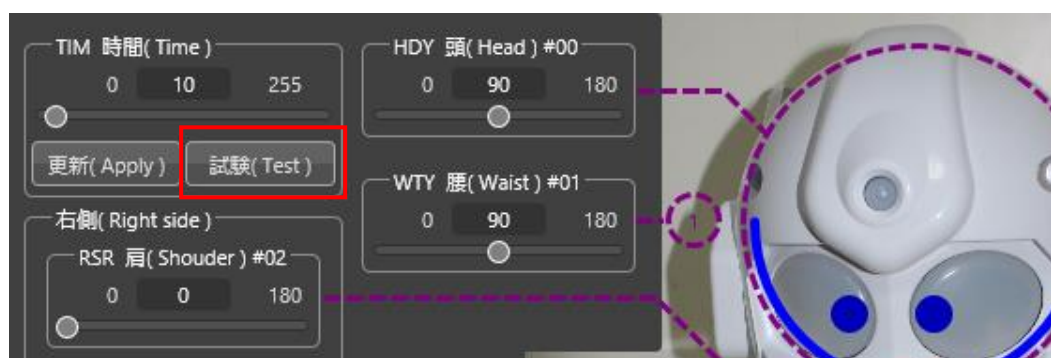 TIM 時間( Time )
0 10 255
更新( Apply ) 試験( Test )
HDY 頭( Head ) #00
0 90 180
WTY 腰( Waist ) #01
0 90 180
1
右側( Right side )
RSR 肩( Shouder ) #02
0 0 180